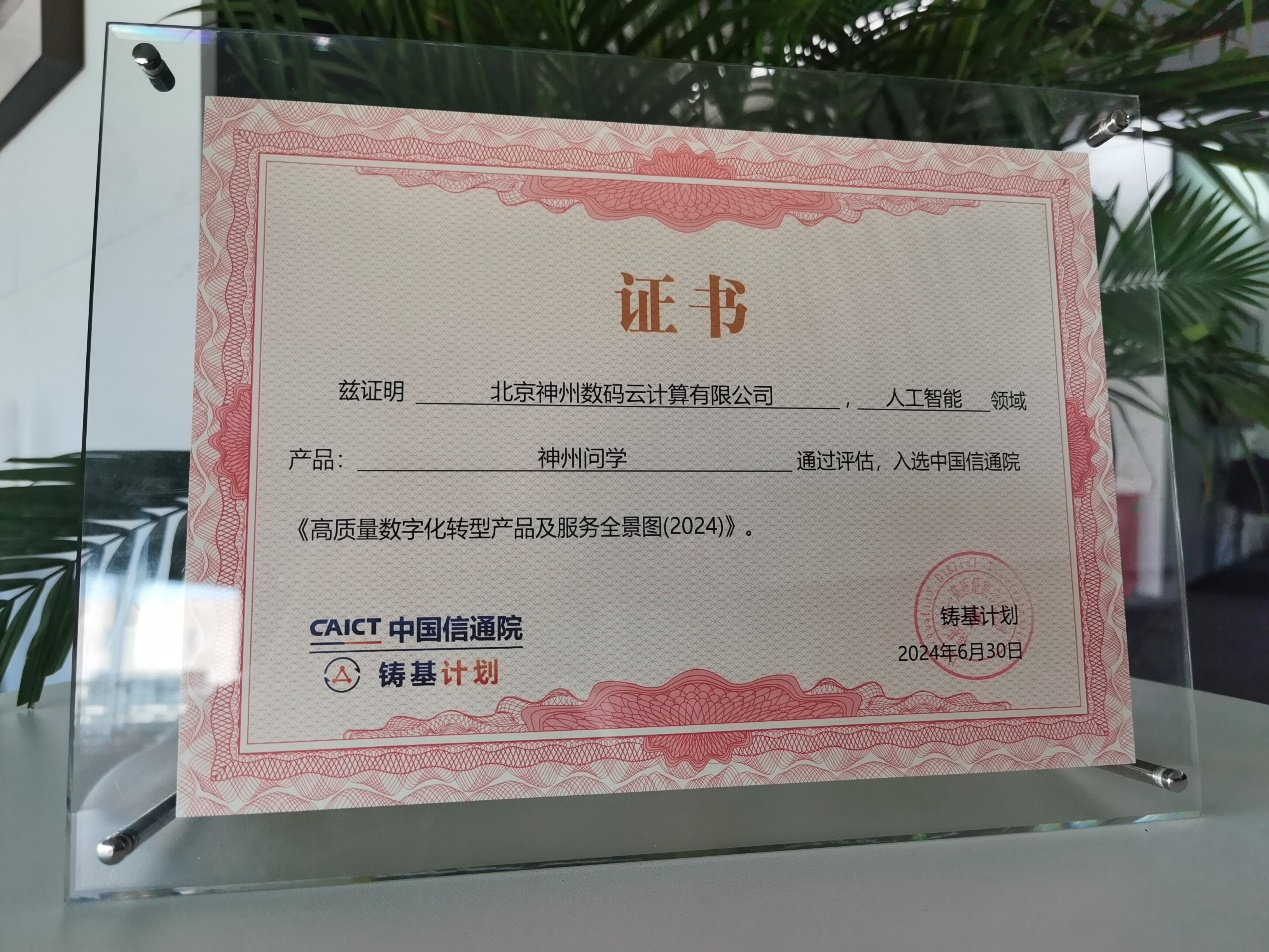 证书
兹证明 北京神州数码云计算有限公司 , 人工智能 领域
产品： 神州问学 通过评估，入选中国信通院
《高质量数字化转型产品及服务全景图(2024)》。
CAICT 中国信通院
铸基计划
铸基计划
2024年6月30日